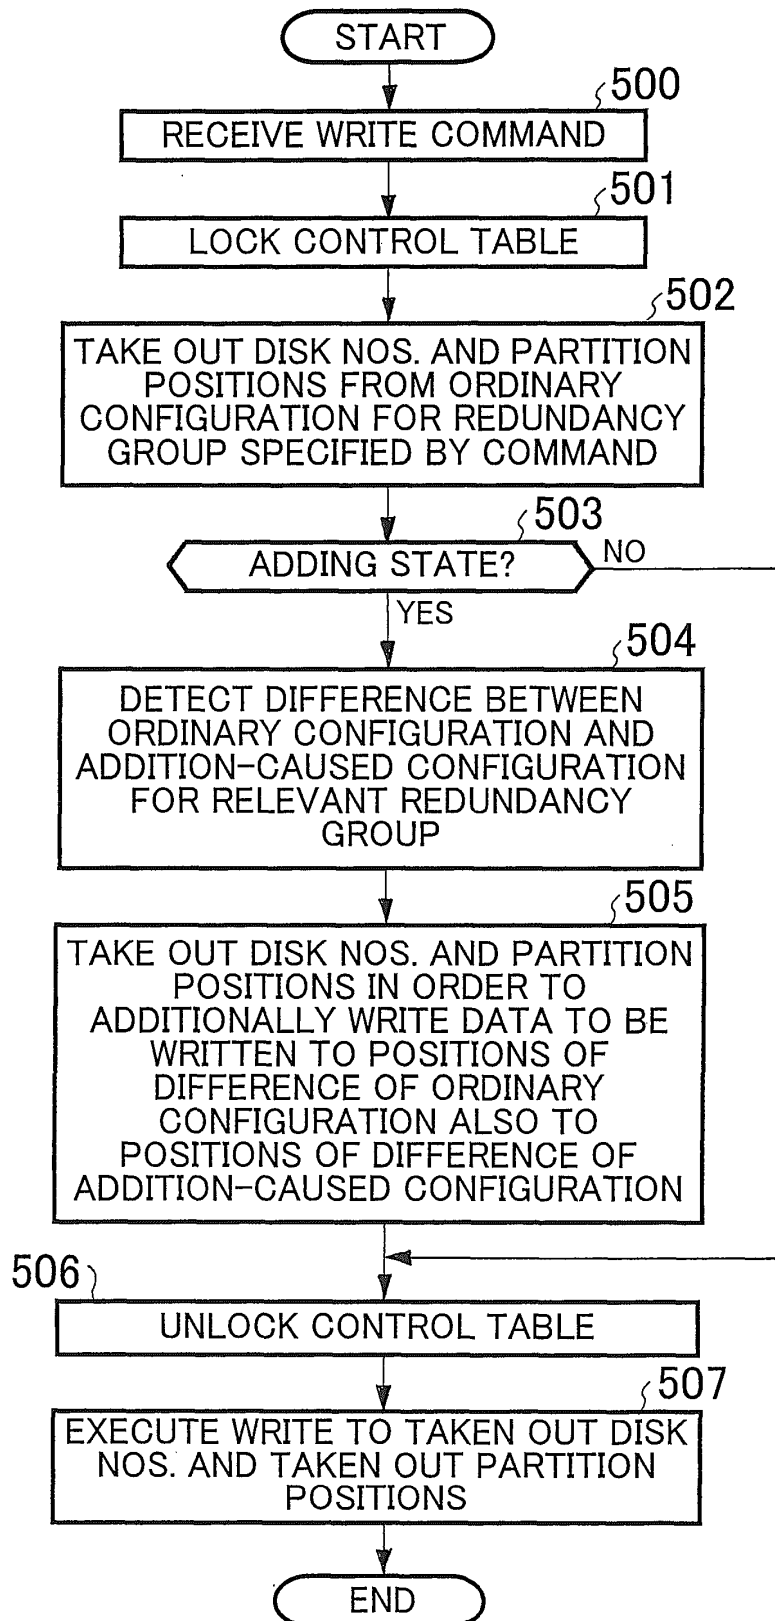 START
500
RECEIVE WRITE COMMAND
501
LOCK CONTROL TABLE
502
TAKE OUT DISK NOS. AND PARTITION
POSITIONS FROM ORDINARY
CONFIGURATION FOR REDUNDANCY
GROUP SPECIFIED BY COMMAND
503
ADDING STATE?
NO
YES
504
DETECT DIFFERENCE BETWEEN
ORDINARY CONFIGURATION AND
ADDITION-CAUSED CONFIGURATION
FOR RELEVANT REDUNDANCY
GROUP
505
TAKE OUT DISK NOS. AND PARTITION
POSITIONS IN ORDER TO
ADDITIONALLY WRITE DATA TO BE
WRITTEN TO POSITIONS OF
DIFFERENCE OF ORDINARY
CONFIGURATION ALSO TO
POSITIONS OF DIFFERENCE OF
ADDITION-CAUSED CONFIGURATION
506
UNLOCK CONTROL TABLE
507
EXECUTE WRITE TO TAKEN OUT DISK
NOS. AND TAKEN OUT PARTITION
POSITIONS
END